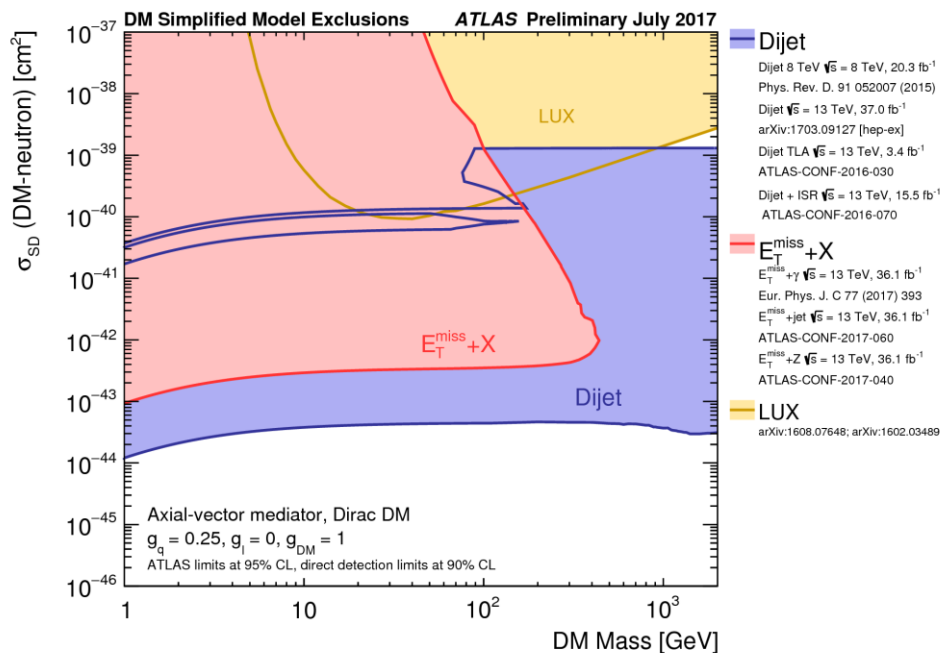 DM Simplified Model Exclusions ATLAS Preliminary July 2017
σSD (DM-neutron) [cm²]
10⁻³⁷
10⁻³⁸
10⁻³⁹
10⁻⁴⁰
10⁻⁴¹
10⁻⁴²
10⁻⁴³
10⁻⁴⁴
10⁻⁴⁵
10⁻⁴⁶
LUX
E_T^miss+X
Dijet
Axial-vector mediator, Dirac DM
g_q = 0.25, g_l = 0, g_DM = 1
ATLAS limits at 95% CL, direct detection limits at 90% CL
1 10 10² 10³
DM Mass [GeV]
Dijet
Dijet 8 TeV √s = 8 TeV, 20.3 fb⁻¹
Phys. Rev. D. 91 052007 (2015)
Dijet √s = 13 TeV, 37.0 fb⁻¹
arXiv:1703.09127 [hep-ex]
Dijet TLA √s = 13 TeV, 3.4 fb⁻¹
ATLAS-CONF-2016-030
Dijet + ISR √s = 13 TeV, 15.5 fb⁻¹
ATLAS-CONF-2016-070
E_T^miss+X
E_T^miss+γ √s = 13 TeV, 36.1 fb⁻¹
Eur. Phys. J. C 77 (2017) 393
E_T^miss+jet √s = 13 TeV, 36.1 fb⁻¹
ATLAS-CONF-2017-060
E_T^miss+Z √s = 13 TeV, 36.1 fb⁻¹
ATLAS-CONF-2017-040
LUX
arXiv:1608.07648; arXiv:1602.03489